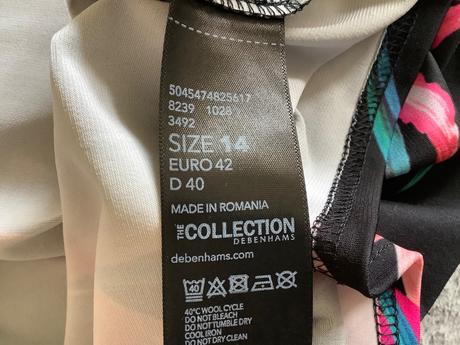 5045474825617
8239 1028
3492
SIZE 14
EURO 42
D 40
MADE IN ROMANIA
THE COLLECTION
DEBENHAMS
debenhams.com
40
40°C WOOL CYCLE
DO NOT BLEACH
DO NOT TUMBLE DRY
COOL IRON
DO NOT DRY CLEAN